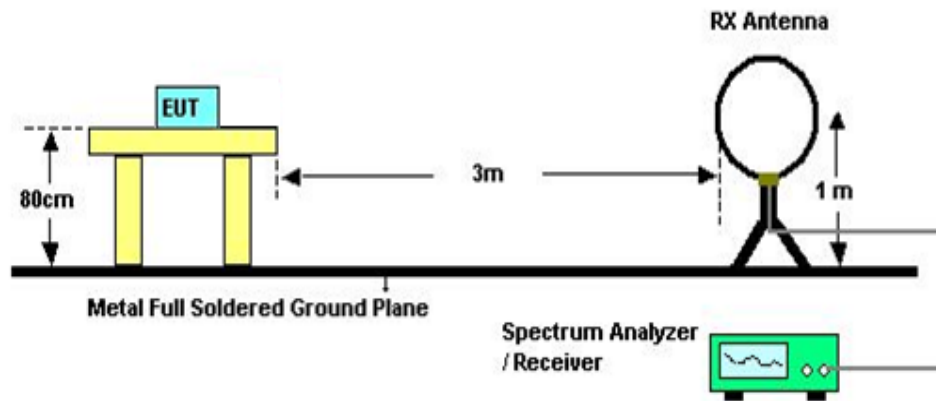 RX Antenna
EUT
3m
80cm
1 m
Metal Full Soldered Ground Plane
Spectrum Analyzer
/ Receiver